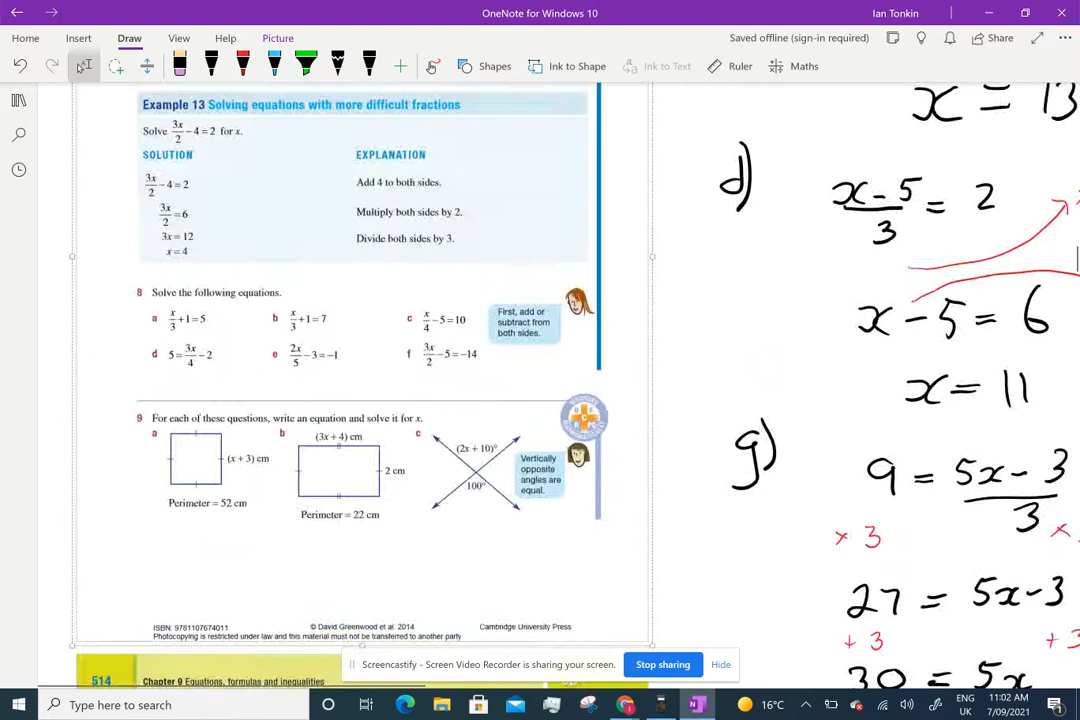 OneNote for Windows 10
Ian Tonkin
Home Insert Draw View Help Picture
Saved offline (sign-in required)
Share
Shapes Ink to Shape Ink to Text Ruler Maths
Example 13 Solving equations with more difficult fractions
Solve 3x/2 − 4 = 2 for x.
SOLUTION EXPLANATION
3x/2 − 4 = 2 Add 4 to both sides.
3x/2 = 6 Multiply both sides by 2.
3x = 12 Divide both sides by 3.
x = 4
8 Solve the following equations.
a x/3 + 1 = 5 b x/3 + 1 = 7 c x/4 − 5 = 10
d 5 = 3x/4 − 2 e 2x/5 − 3 = −1 f 3x/2 − 5 = −14
First, add or
subtract from
both sides.
9 For each of these questions, write an equation and solve it for x.
a (x + 3) cm
Perimeter = 52 cm
b (3x + 4) cm
2 cm
Perimeter = 22 cm
c (2x + 10)°
100°
Vertically
opposite
angles are
equal.
ISBN: 9781107674011 © David Greenwood et al. 2014 Cambridge University Press
Photocopying is restricted under law and this material must not be transferred to another party
514 Chapter 9 Equations, formulas and inequalities
x = 13
d) x − 5/3 = 2
x − 5 = 6
x = 11
g) 9 = 5x − 3/3
× 3 ×
27 = 5x − 3
+ 3 + 3
30 = 5x
Screencastify - Screen Video Recorder is sharing your screen. Stop sharing Hide
Type here to search
16°C
ENG
UK
11:02 AM
7/09/2021